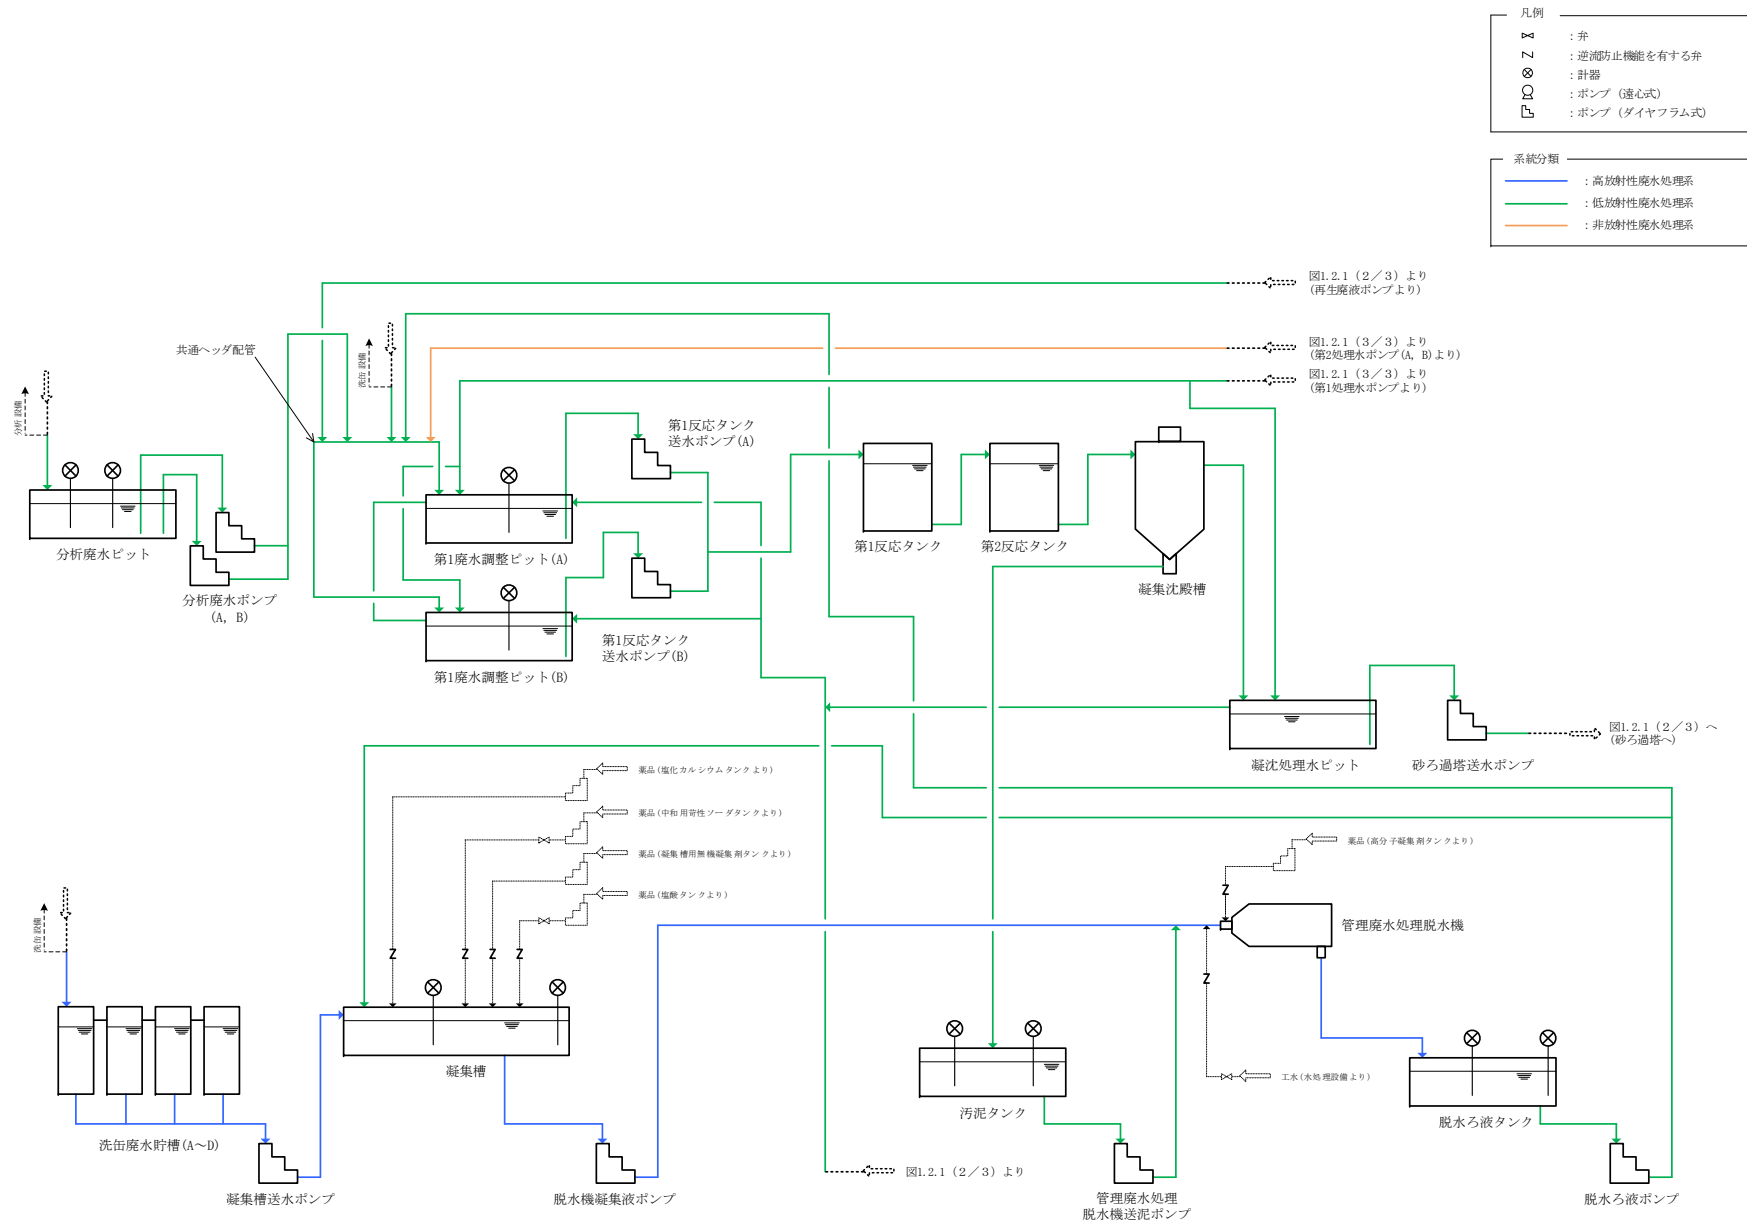 凡例
：弁
：逆流防止機能を有する弁
：計器
：ポンプ（遠心式）
：ポンプ（ダイヤフラム式）
系統分類
：高放射性廃水処理系
：低放射性廃水処理系
：非放射性廃水処理系
図1.2.1（２／３）より
(再生廃液ポンプより)
図1.2.1（３／３）より
(第2処理水ポンプ(A, B)より)
図1.2.1（３／３）より
(第1処理水ポンプより)
共通ヘッダ配管
洗缶設備
分析設備
第1反応タンク
送水ポンプ(A)
分析廃水ピット
分析廃水ポンプ
(A, B)
第1廃水調整ピット(A)
第1反応タンク
送水ポンプ(B)
第1廃水調整ピット(B)
第1反応タンク
第2反応タンク
凝集沈殿槽
凝沈処理水ピット
砂ろ過塔送水ポンプ
図1.2.1（２／３）へ
(砂ろ過塔へ)
薬品(塩化カルシウムタンクより)
薬品(中和用苛性ソーダタンクより)
薬品(凝集槽用無機凝集剤タンクより)
薬品(塩酸タンクより)
薬品(高分子凝集剤タンクより)
管理廃水処理脱水機
洗缶設備
凝集槽
洗缶廃水貯槽(A～D)
凝集槽送水ポンプ
脱水機凝集液ポンプ
図1.2.1（２／３）より
汚泥タンク
管理廃水処理
脱水機送泥ポンプ
工水(水処理設備より)
脱水ろ液タンク
脱水ろ液ポンプ